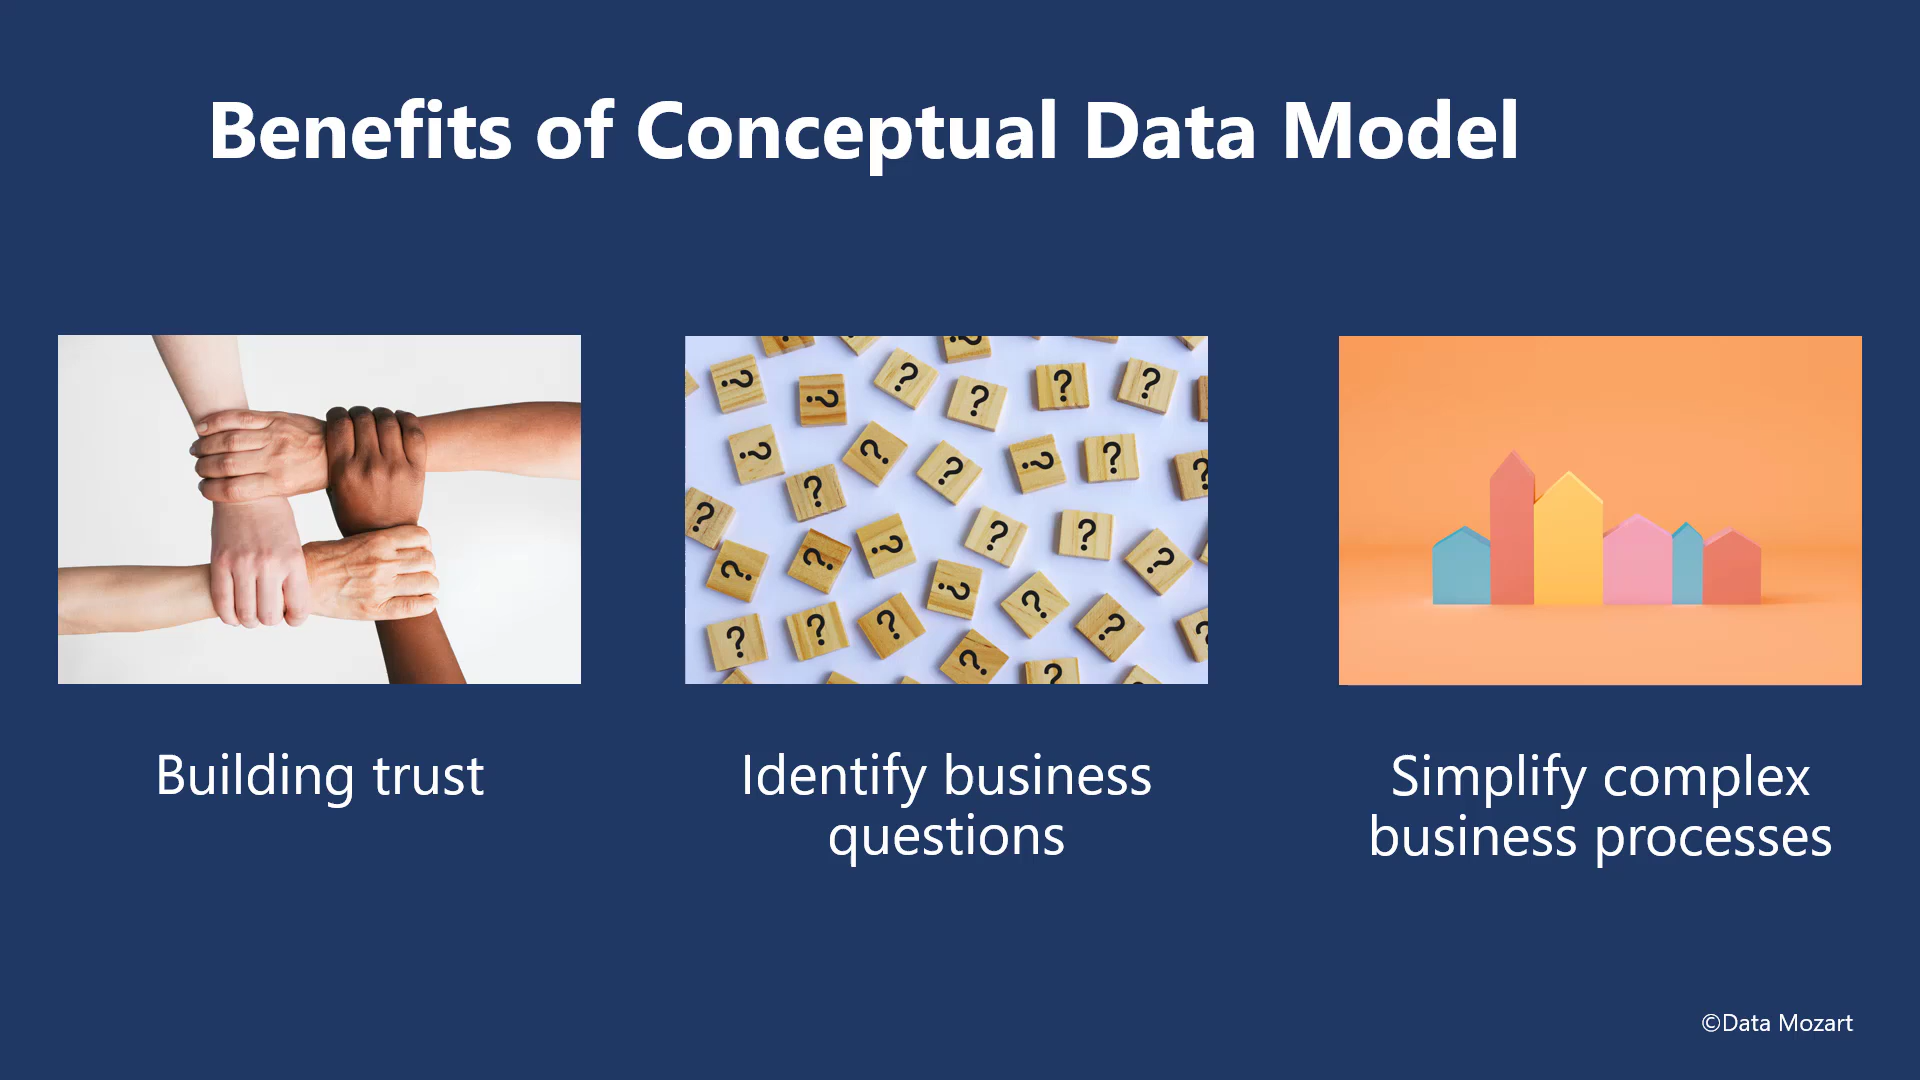 Benefits of Conceptual Data Model
? ? ? ? ? ?
? ? ? ? ? ?
? ? ? ? ? ?
? ? ? ? ? ?
? ? ? ? ? ? ?
Building trust
Identify business
questions
Simplify complex
business processes
©Data Mozart